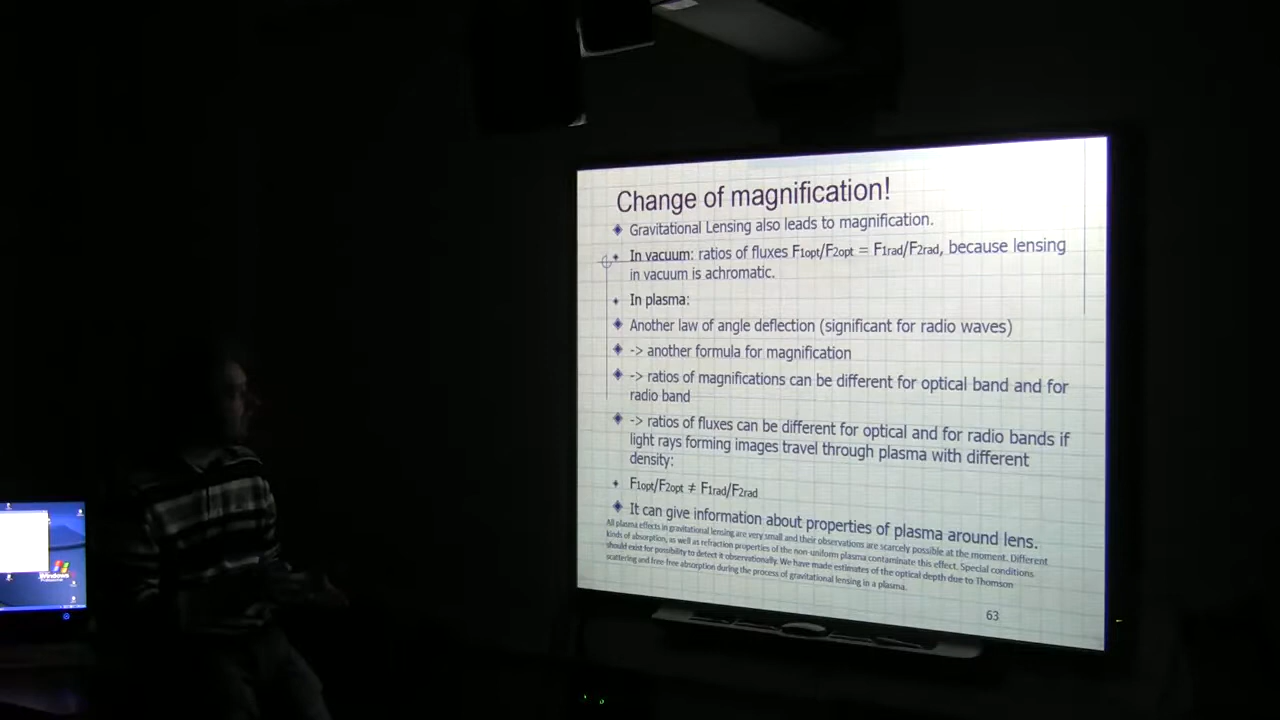 Change of magnification!
Gravitational Lensing also leads to magnification.
In vacuum: ratios of fluxes F1opt/F2opt = F1rad/F2rad, because lensing
in vacuum is achromatic.
In plasma:
Another law of angle deflection (significant for radio waves)
-> another formula for magnification
-> ratios of magnifications can be different for optical band and for
radio band
-> ratios of fluxes can be different for optical and for radio bands if
light rays forming images travel through plasma with different
density:
F1opt/F2opt ≠ F1rad/F2rad
It can give information about properties of plasma around lens.
All plasma effects in gravitational lensing are very small and their observations are scarcely possible at the moment. Different
kinds of absorption, as well as refraction properties of the non-uniform plasma contaminate this effect. Special conditions
should exist for possibility to detect it observationally. We have made estimates of the optical depth due to Thomson
scattering and free-free absorption during the process of gravitational lensing in a plasma.
63
Windows